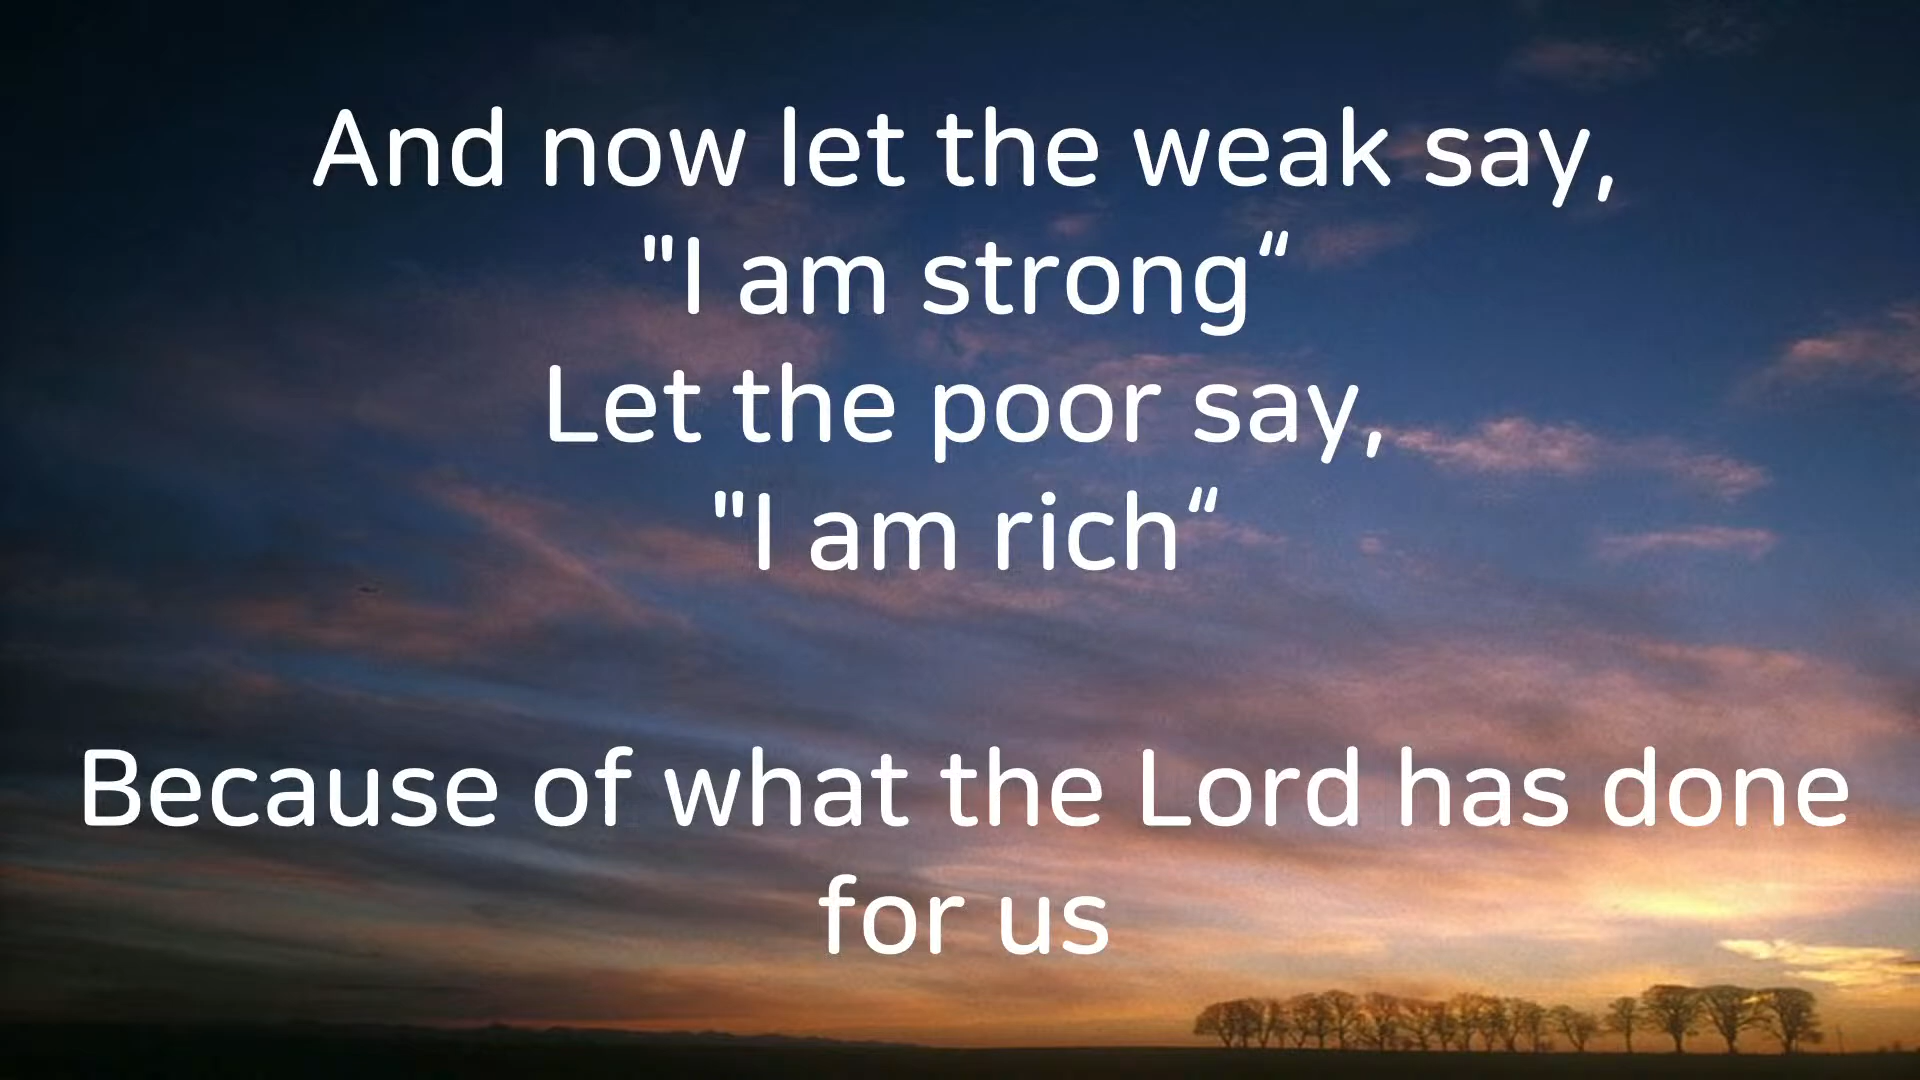 And now let the weak say,
"I am strong“
Let the poor say,
"I am rich“
Because of what the Lord has done
for us